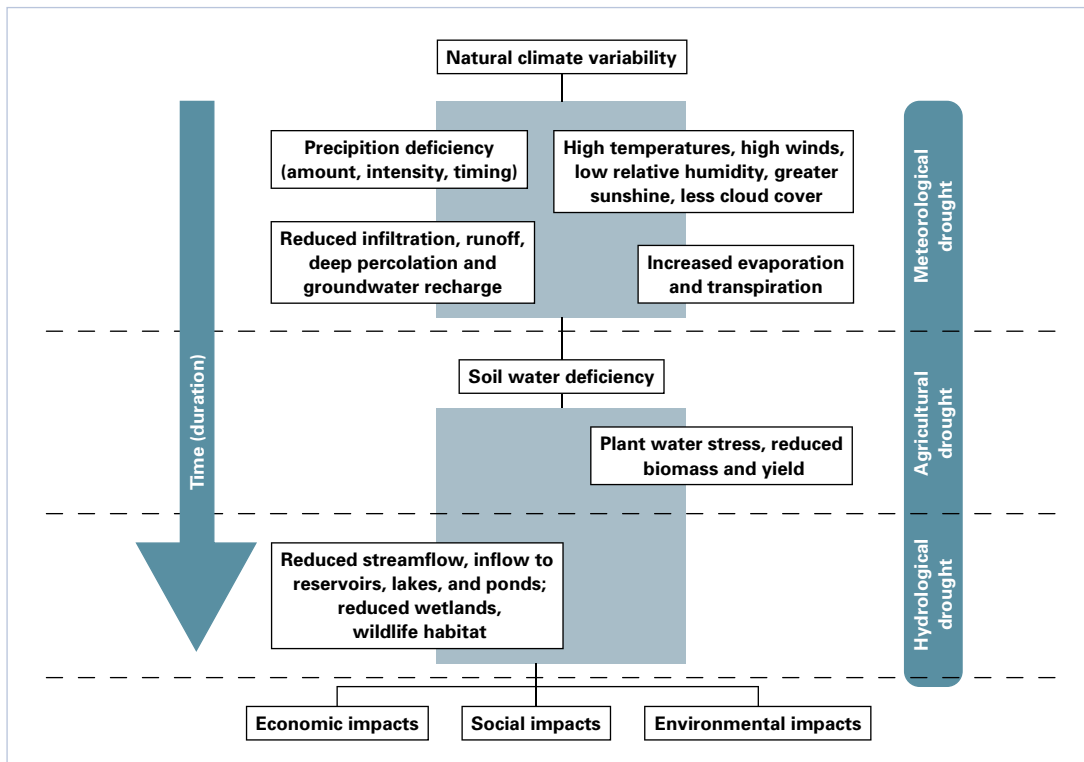 Natural climate variability
Precipition deficiency
(amount, intensity, timing)
High temperatures, high winds,
low relative humidity, greater
sunshine, less cloud cover
Reduced infiltration, runoff,
deep percolation and
groundwater recharge
Increased evaporation
and transpiration
Meteorological
drought
Time (duration)
Soil water deficiency
Plant water stress, reduced
biomass and yield
Agricultural
drought
Reduced streamflow, inflow to
reservoirs, lakes, and ponds;
reduced wetlands,
wildlife habitat
Hydrological
drought
Economic impacts
Social impacts
Environmental impacts